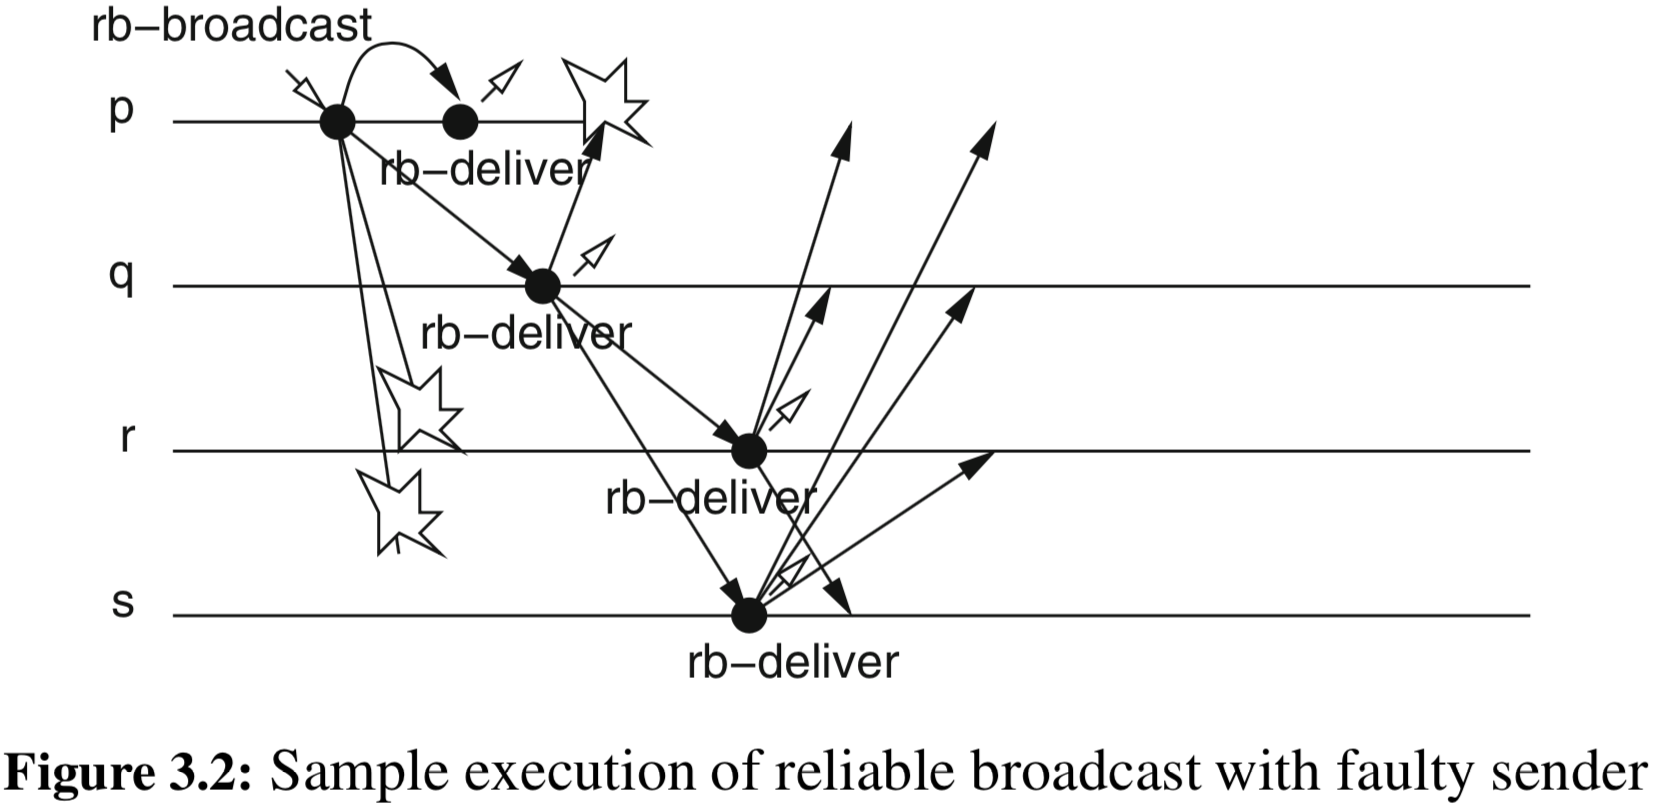 rb–broadcast
p
rb–deliver
q
rb–deliver
r
rb–deliver
s
rb–deliver
Figure 3.2: Sample execution of reliable broadcast with faulty sender